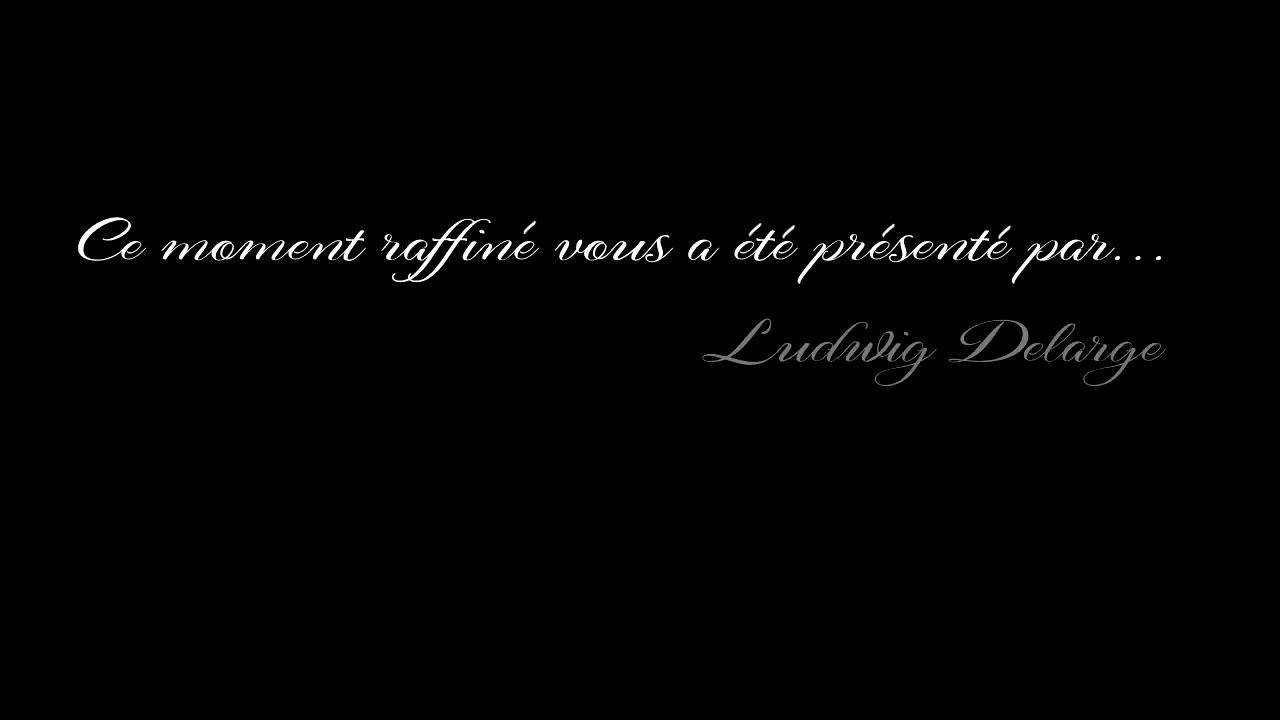 Ce moment raffiné vous a été présenté par...
Ludwig Delarge